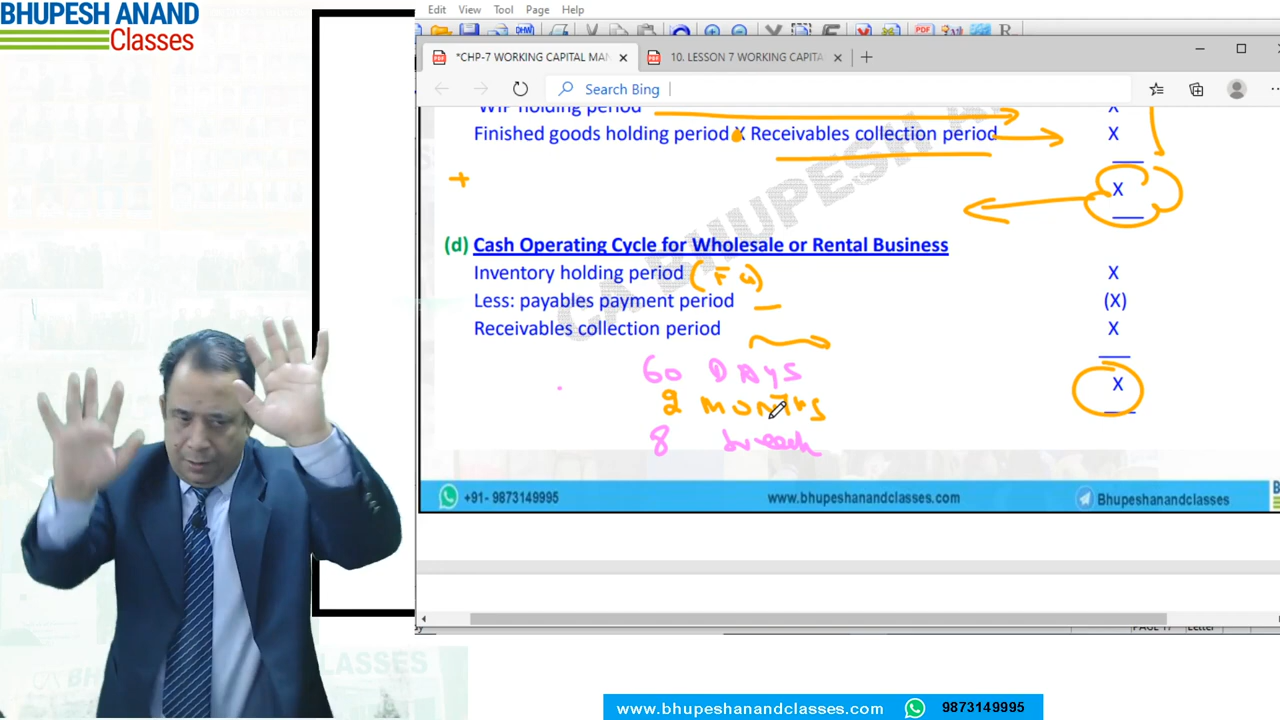 BHUPESH ANAND
Classes
Edit View Tool Page Help
*CHP-7 WORKING CAPITAL MAN
10. LESSON 7 WORKING CAPITA
Search Bing
WIP holding period X
Finished goods holding period X Receivables collection period X
+
X
(d) Cash Operating Cycle for Wholesale or Rental Business
Inventory holding period (FG) X
Less: payables payment period (X)
Receivables collection period X
60 DAYS
X
2 MONTHS
8 week
+91- 9873149995 www.bhupeshanandclasses.com Bhupeshanandclasses
www.bhupeshanandclasses.com 9873149995